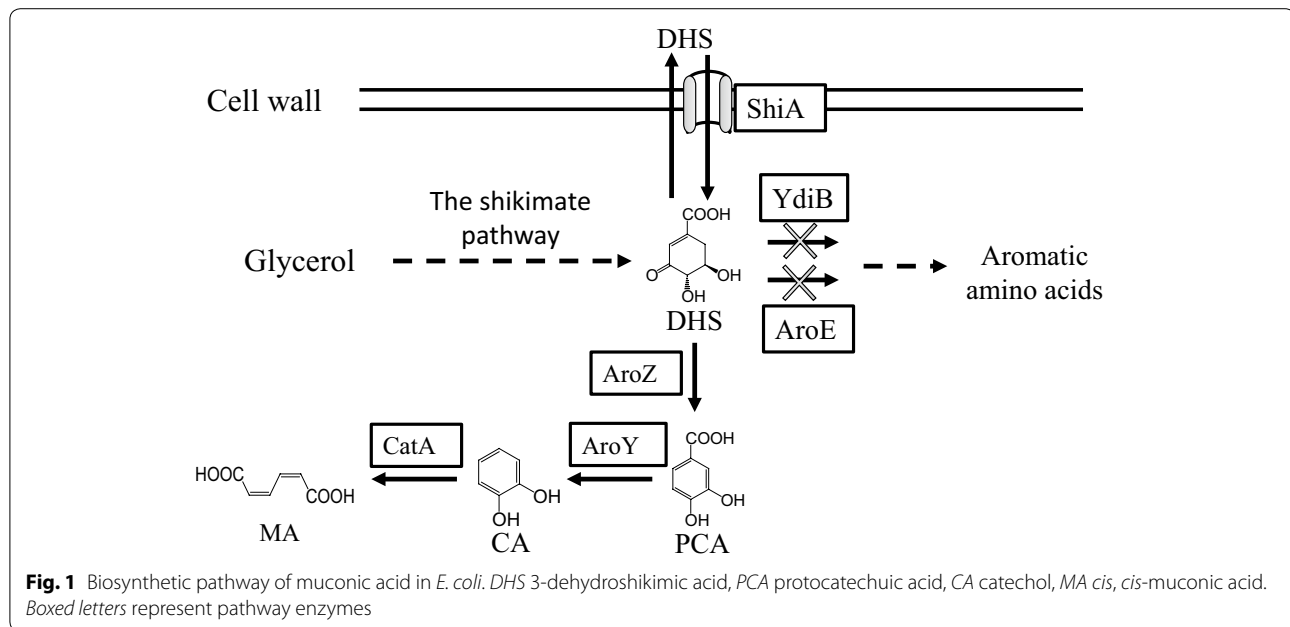 DHS
Cell wall
ShiA
The shikimate
pathway
YdiB
COOH
Glycerol
O
OH
OH
DHS
Aromatic
amino acids
AroE
AroZ
CatA
AroY
COOH
HOOC
COOH
OH
OH
OH
OH
MA
CA
PCA
Fig. 1 Biosynthetic pathway of muconic acid in E. coli. DHS 3-dehydroshikimic acid, PCA protocatechuic acid, CA catechol, MA cis, cis-muconic acid.
Boxed letters represent pathway enzymes